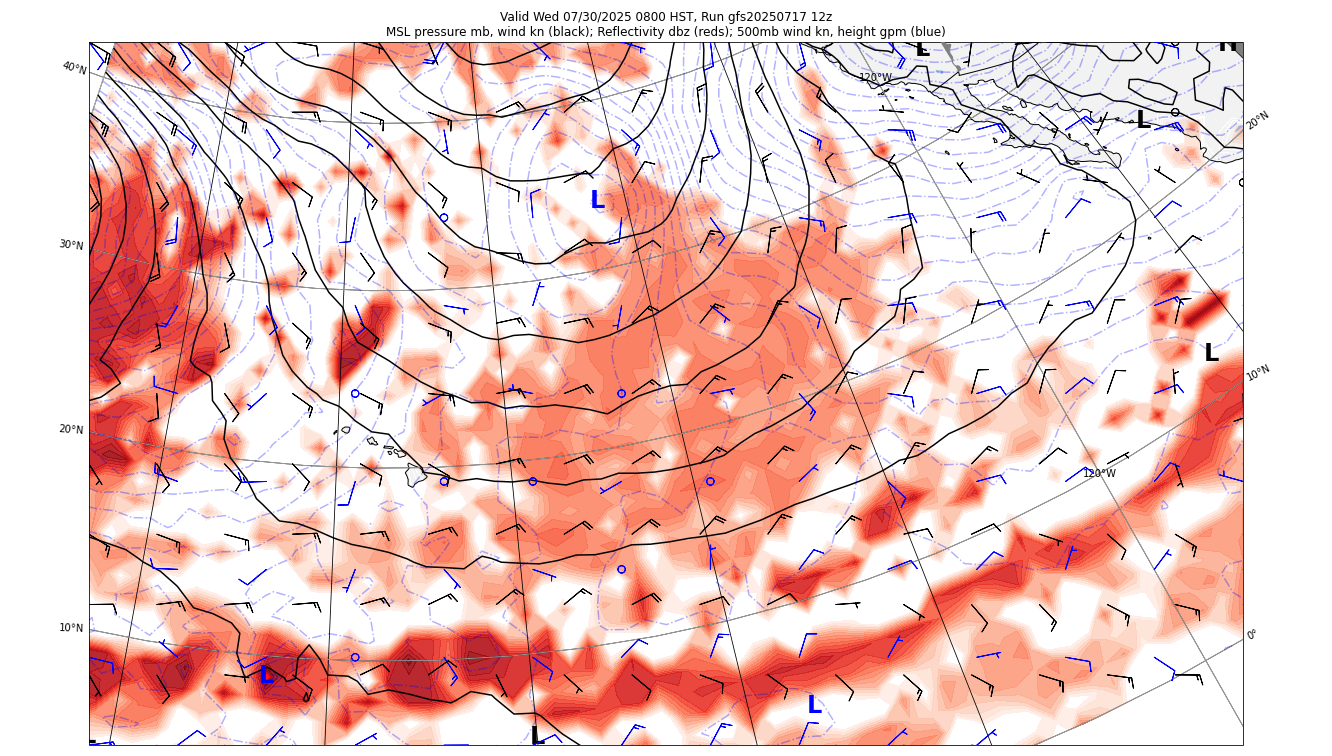 Valid Wed 07/30/2025 0800 HST, Run gfs20250717 12z
MSL pressure mb, wind kn (black); Reflectivity dbz (reds); 500mb wind kn, height gpm (blue)
L
H
40°N
120°W
L
20°N
L
30°N
L
10°N
20°N
120°W
10°N
0°
L
L
L
L